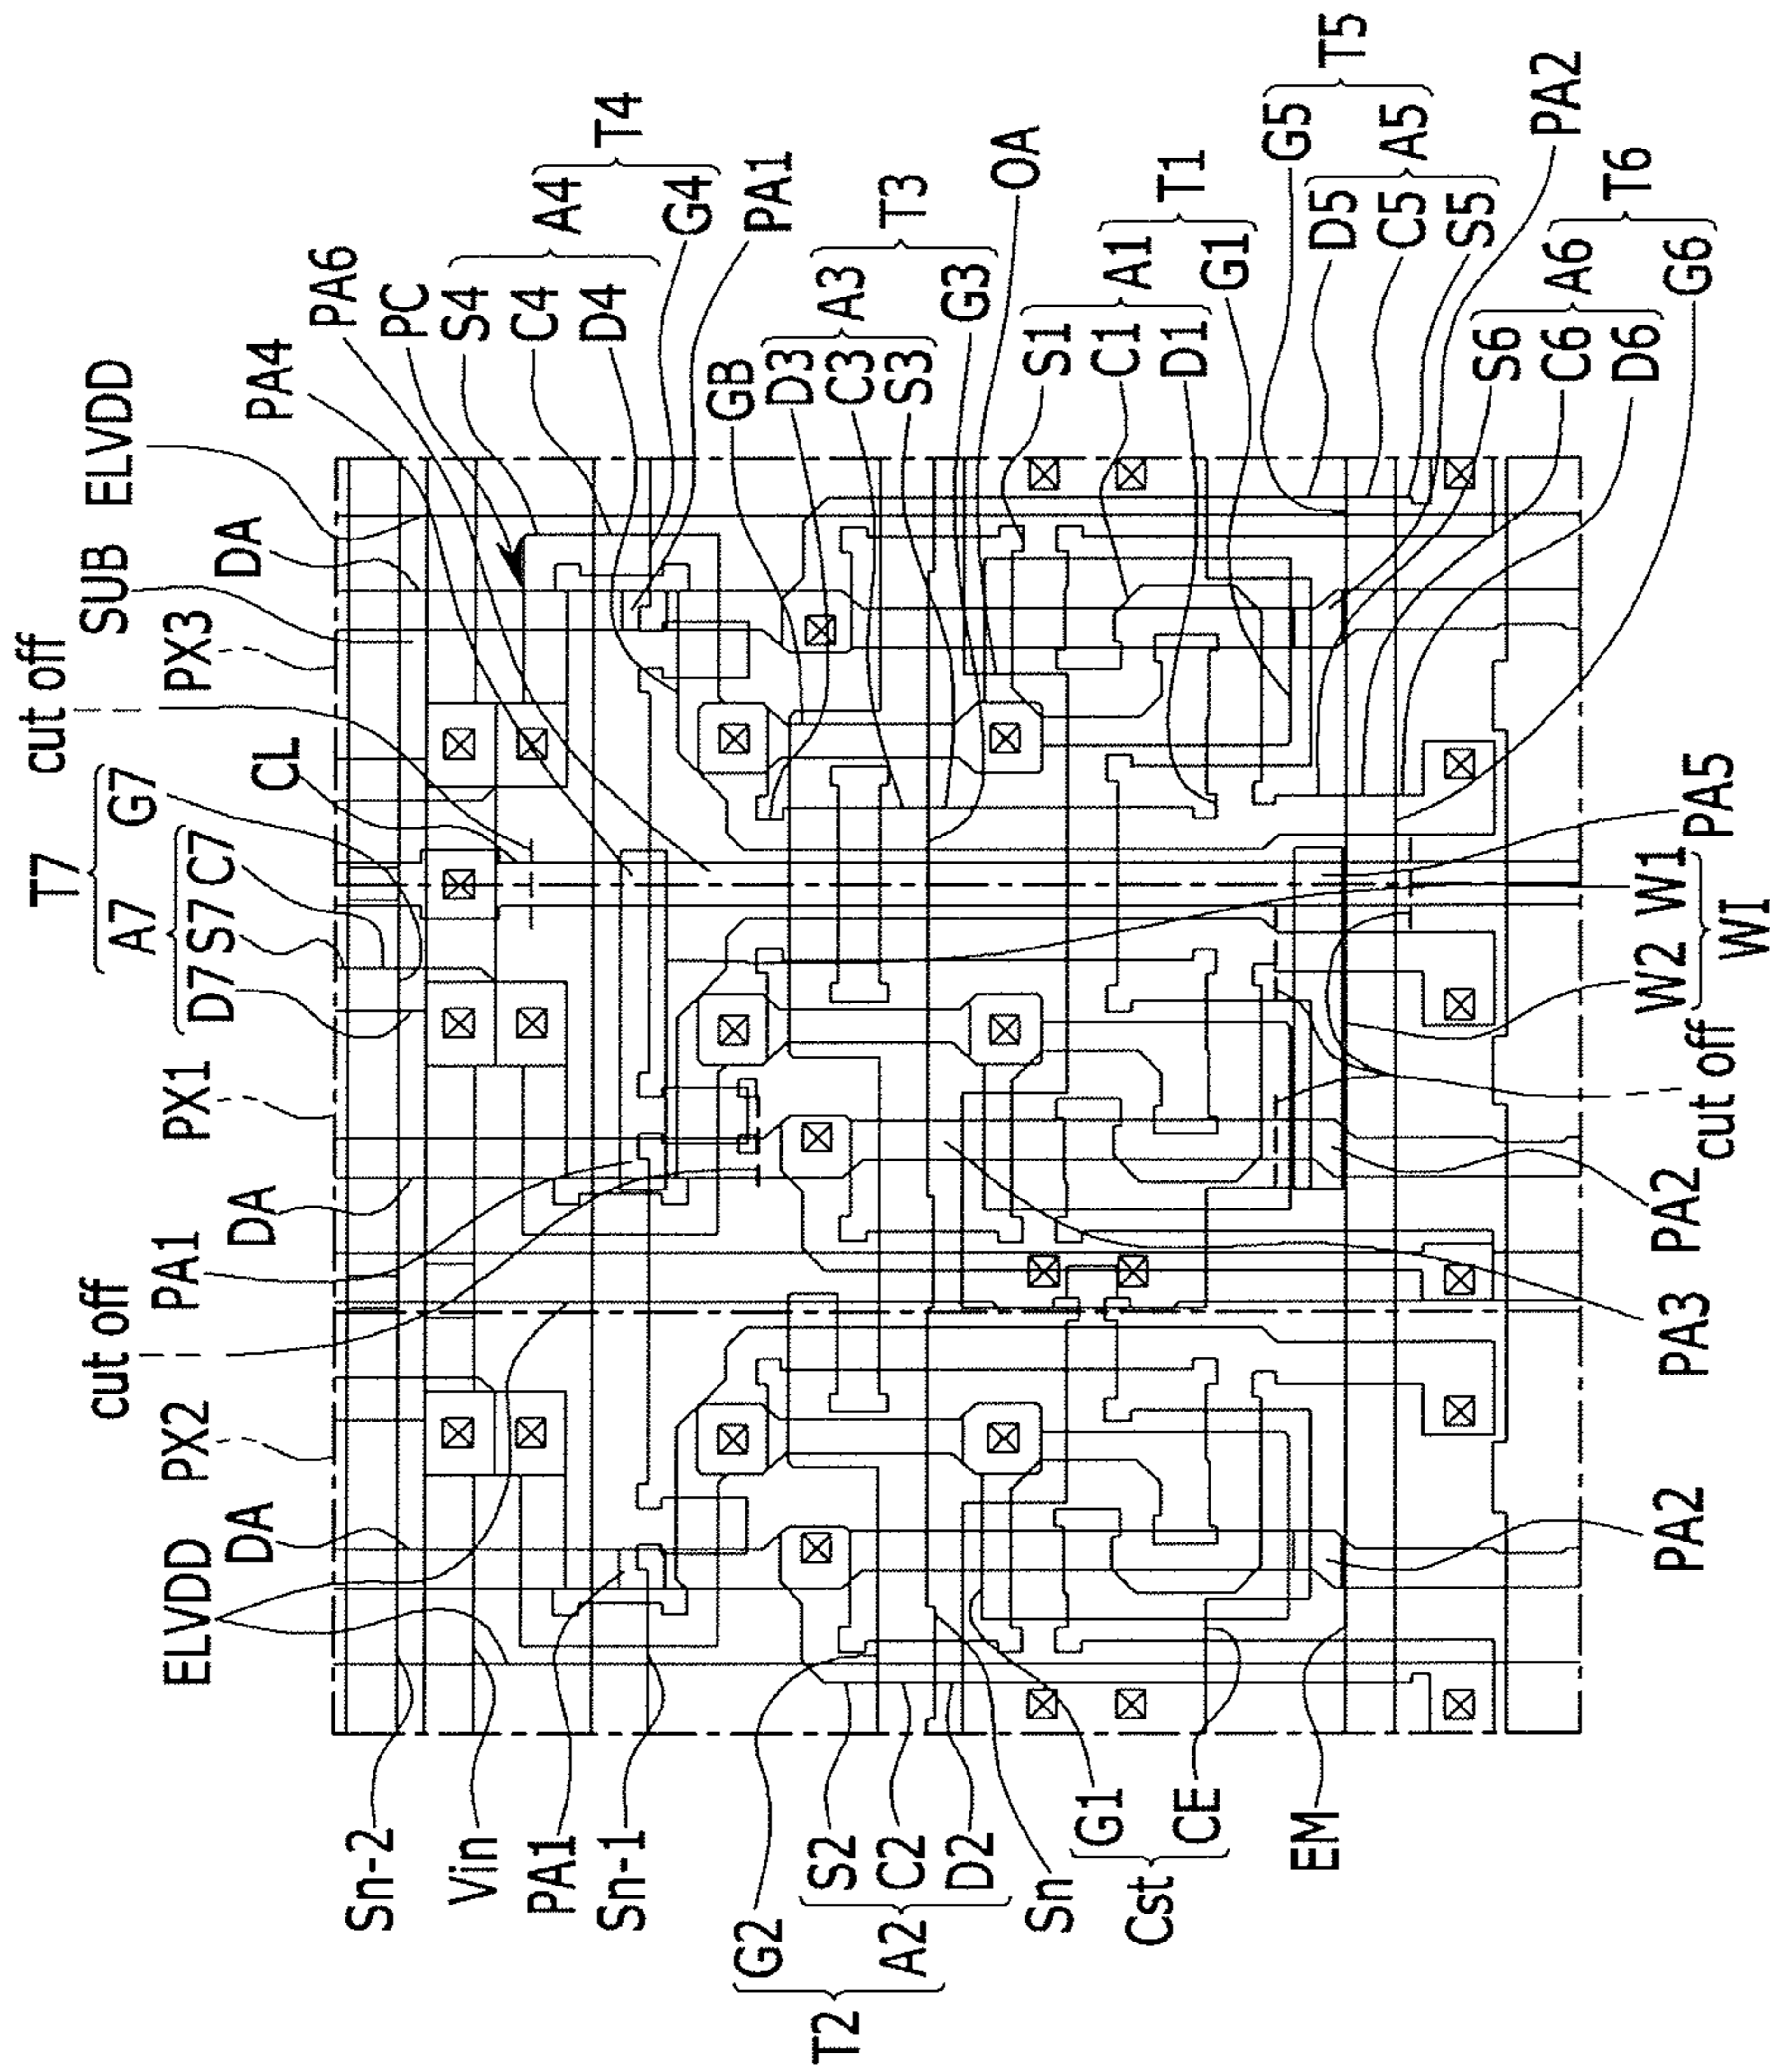 T2
G2
A2
S2
C2
D2
Sn-2
Vin
PA1
Sn-1
Sn
Cst
G1
CE
EM
ELVDD
DA
PX2
cut off
PA1
DA
PX1
T7
A7
G7
D7
S7
C7
CL
cut off
PX3
SUB
DA
ELVDD
PA4
PA6
PC
S4
C4
D4
A4
T4
G4
PA1
GB
D3
C3
S3
A3
T3
G3
OA
S1
C1
D1
A1
T1
G1
G5
T5
D5
C5
S5
A5
PA2
S6
C6
D6
A6
T6
G6
PA5
W2
W1
WI
cut off
PA2
PA3
PA2